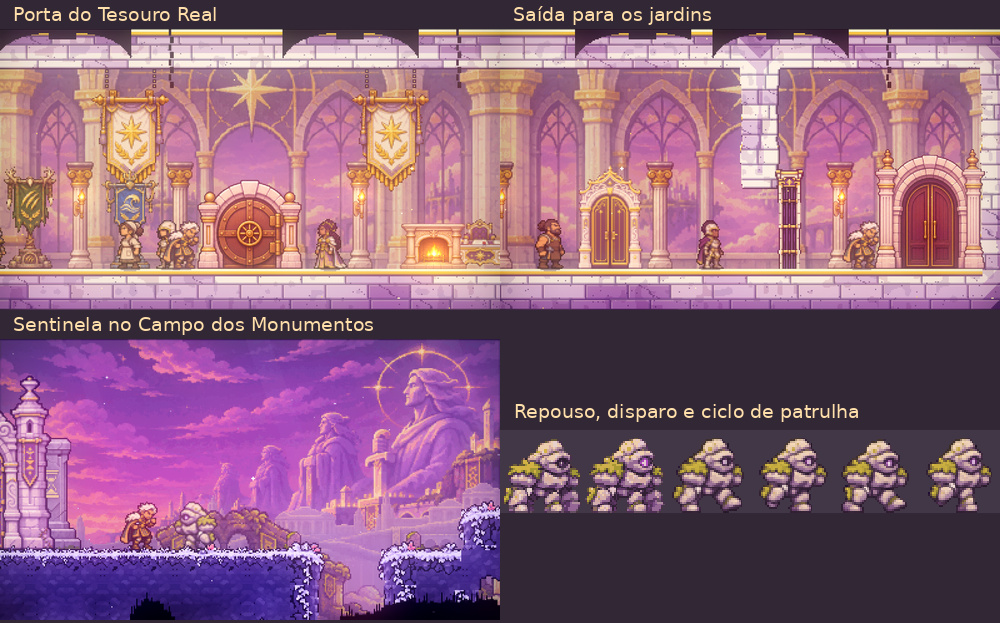 Porta do Tesouro Real
Saída para os jardins
Sentinela no Campo dos Monumentos
Repouso, disparo e ciclo de patrulha